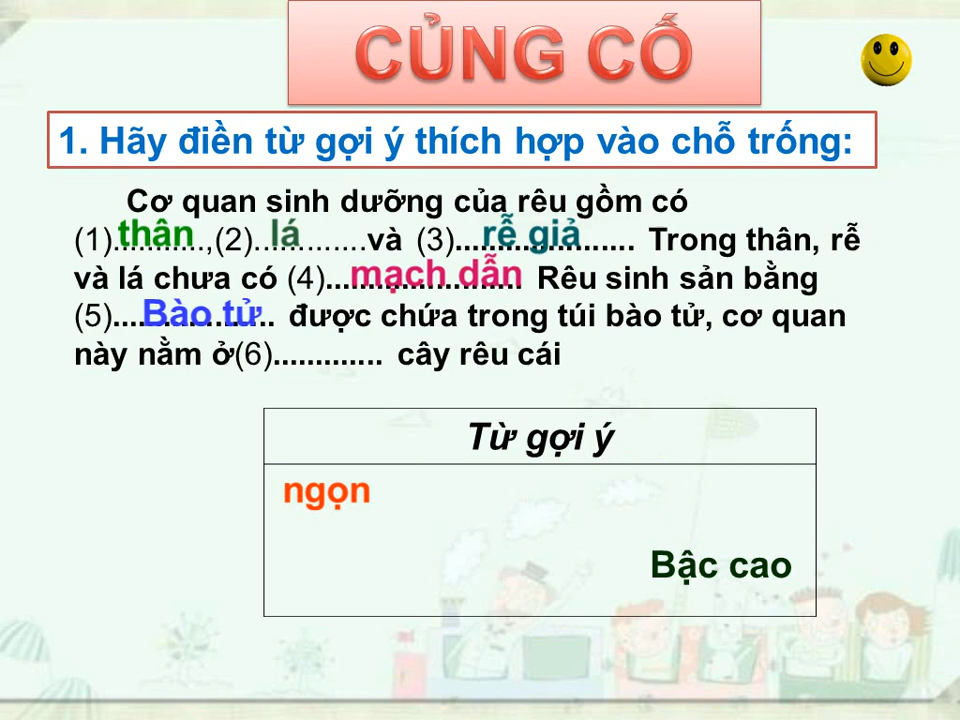 CỦNG CỐ
1. Hãy điền từ gợi ý thích hợp vào chỗ trống:
Cơ quan sinh dưỡng của rêu gồm có
(1)...thân...,(2)...lá...và (3)...rễ giả... Trong thân, rễ
và lá chưa có (4)...mạch dẫn... Rêu sinh sản bằng
(5)...Bào tử... được chứa trong túi bào tử, cơ quan
này nằm ở(6)............. cây rêu cái
Từ gợi ý
ngọn
Bậc cao